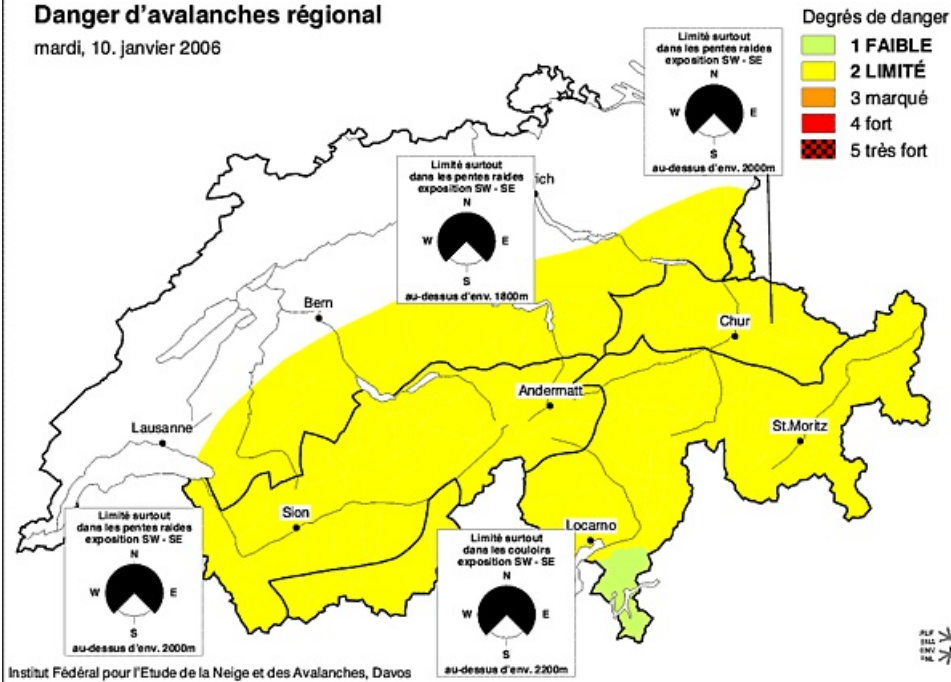 Danger d'avalanches régional
mardi, 10. janvier 2006
Degrés de danger
1 FAIBLE
2 LIMITÉ
3 marqué
4 fort
5 très fort
Limité surtout
dans les pentes raides
exposition SW - SE
N
W E
S
au-dessus d'env. 2000m
Limité surtout
dans les pentes raides
exposition SW - SE
N
W E
S
au-dessus d'env. 1800m
rich
Bern
Chur
Andermatt
Lausanne
St.Moritz
Sion
Locarno
Limité surtout
dans les pentes raides
exposition SW - SE
N
W E
S
au-dessus d'env. 2000m
Limité surtout
dans les couloirs
exposition SW - SE
N
W E
S
au-dessus d'env. 2200m
Institut Fédéral pour l'Etude de la Neige et des Avalanches, Davos